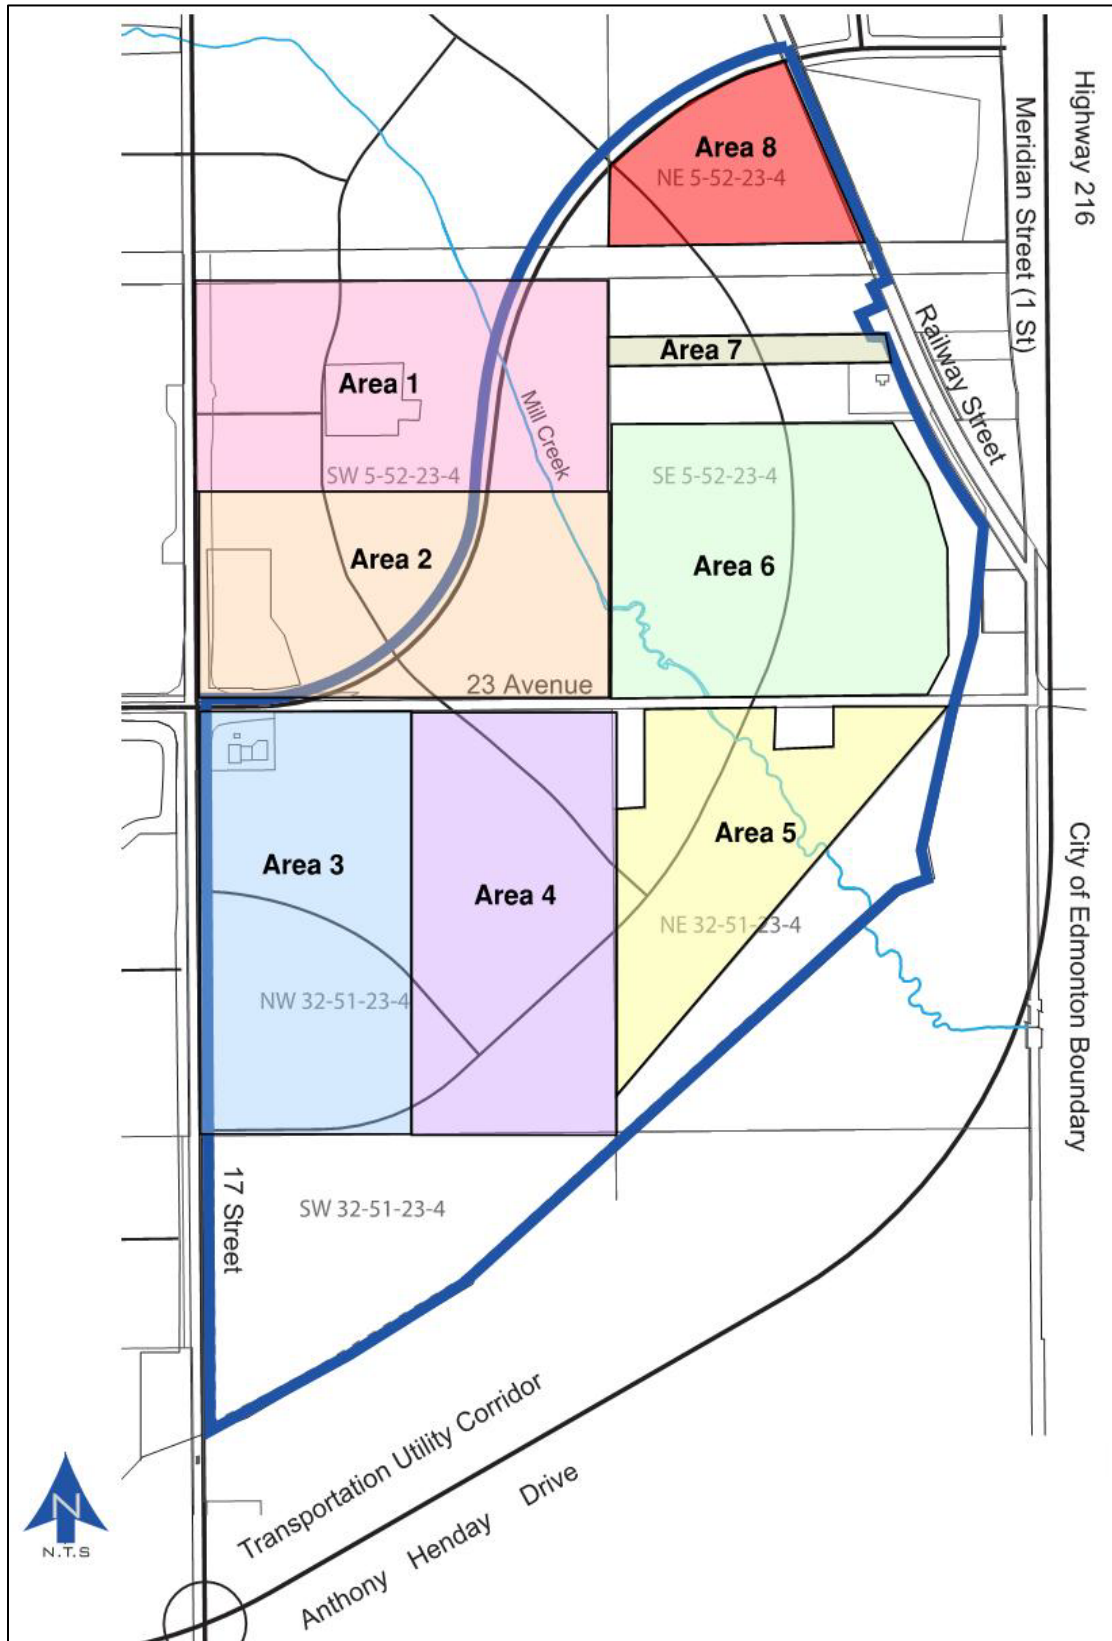 Highway 216
Meridian Street (1 St)
Area 8
NE 5-52-23-4
Railway Street
Area 7
Area 1
Mill Creek
SW 5-52-23-4
SE 5-52-23-4
Area 2
Area 6
23 Avenue
Area 5
Area 3
Area 4
NE 32-51-23-4
NW 32-51-23-4
City of Edmonton Boundary
17 Street
SW 32-51-23-4
Transportation Utility Corridor
Anthony Henday Drive
N
N.T.S